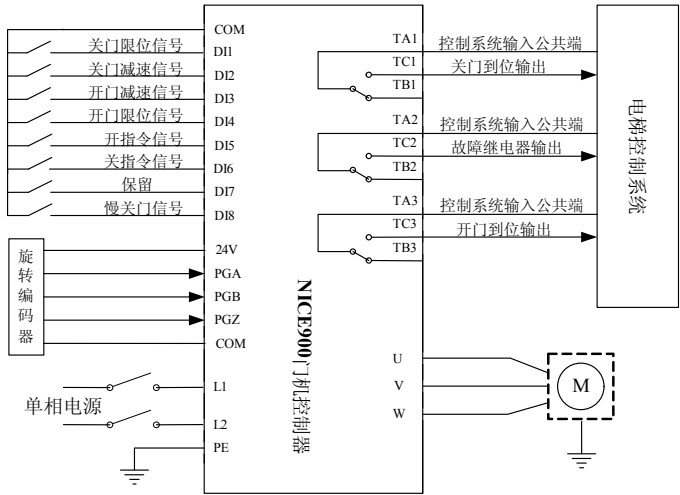 COM
关门限位信号 DI1
关门减速信号 DI2
开门减速信号 DI3
开门限位信号 DI4
开指令信号 DI5
关指令信号 DI6
保留 DI7
慢关门信号 DI8
旋转编码器
24V
PGA
PGB
PGZ
COM
单相电源
L1
L2
PE
NICE900门机控制器
TA1 控制系统输入公共端
TC1 关门到位输出
TB1
TA2 控制系统输入公共端
TC2 故障继电器输出
TB2
TA3 控制系统输入公共端
TC3 开门到位输出
TB3
电梯控制系统
U
V
W
M